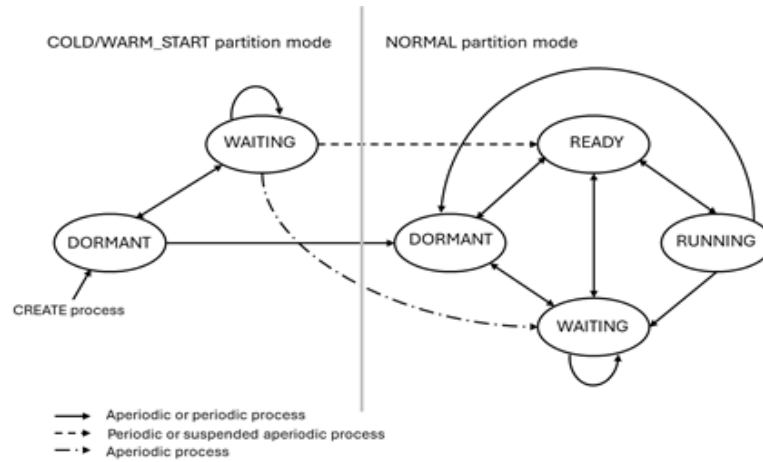 COLD/WARM_START partition mode
NORMAL partition mode
WAITING
READY
DORMANT
DORMANT
RUNNING
CREATE process
WAITING
Aperiodic or periodic process
Periodic or suspended aperiodic process
Aperiodic process